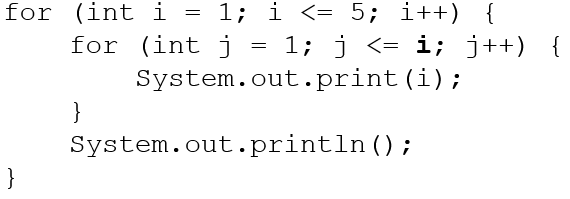 for (int i = 1; i <= 5; i++) {
    for (int j = 1; j <= i; j++) {
        System.out.print(i);
    }
    System.out.println();
}